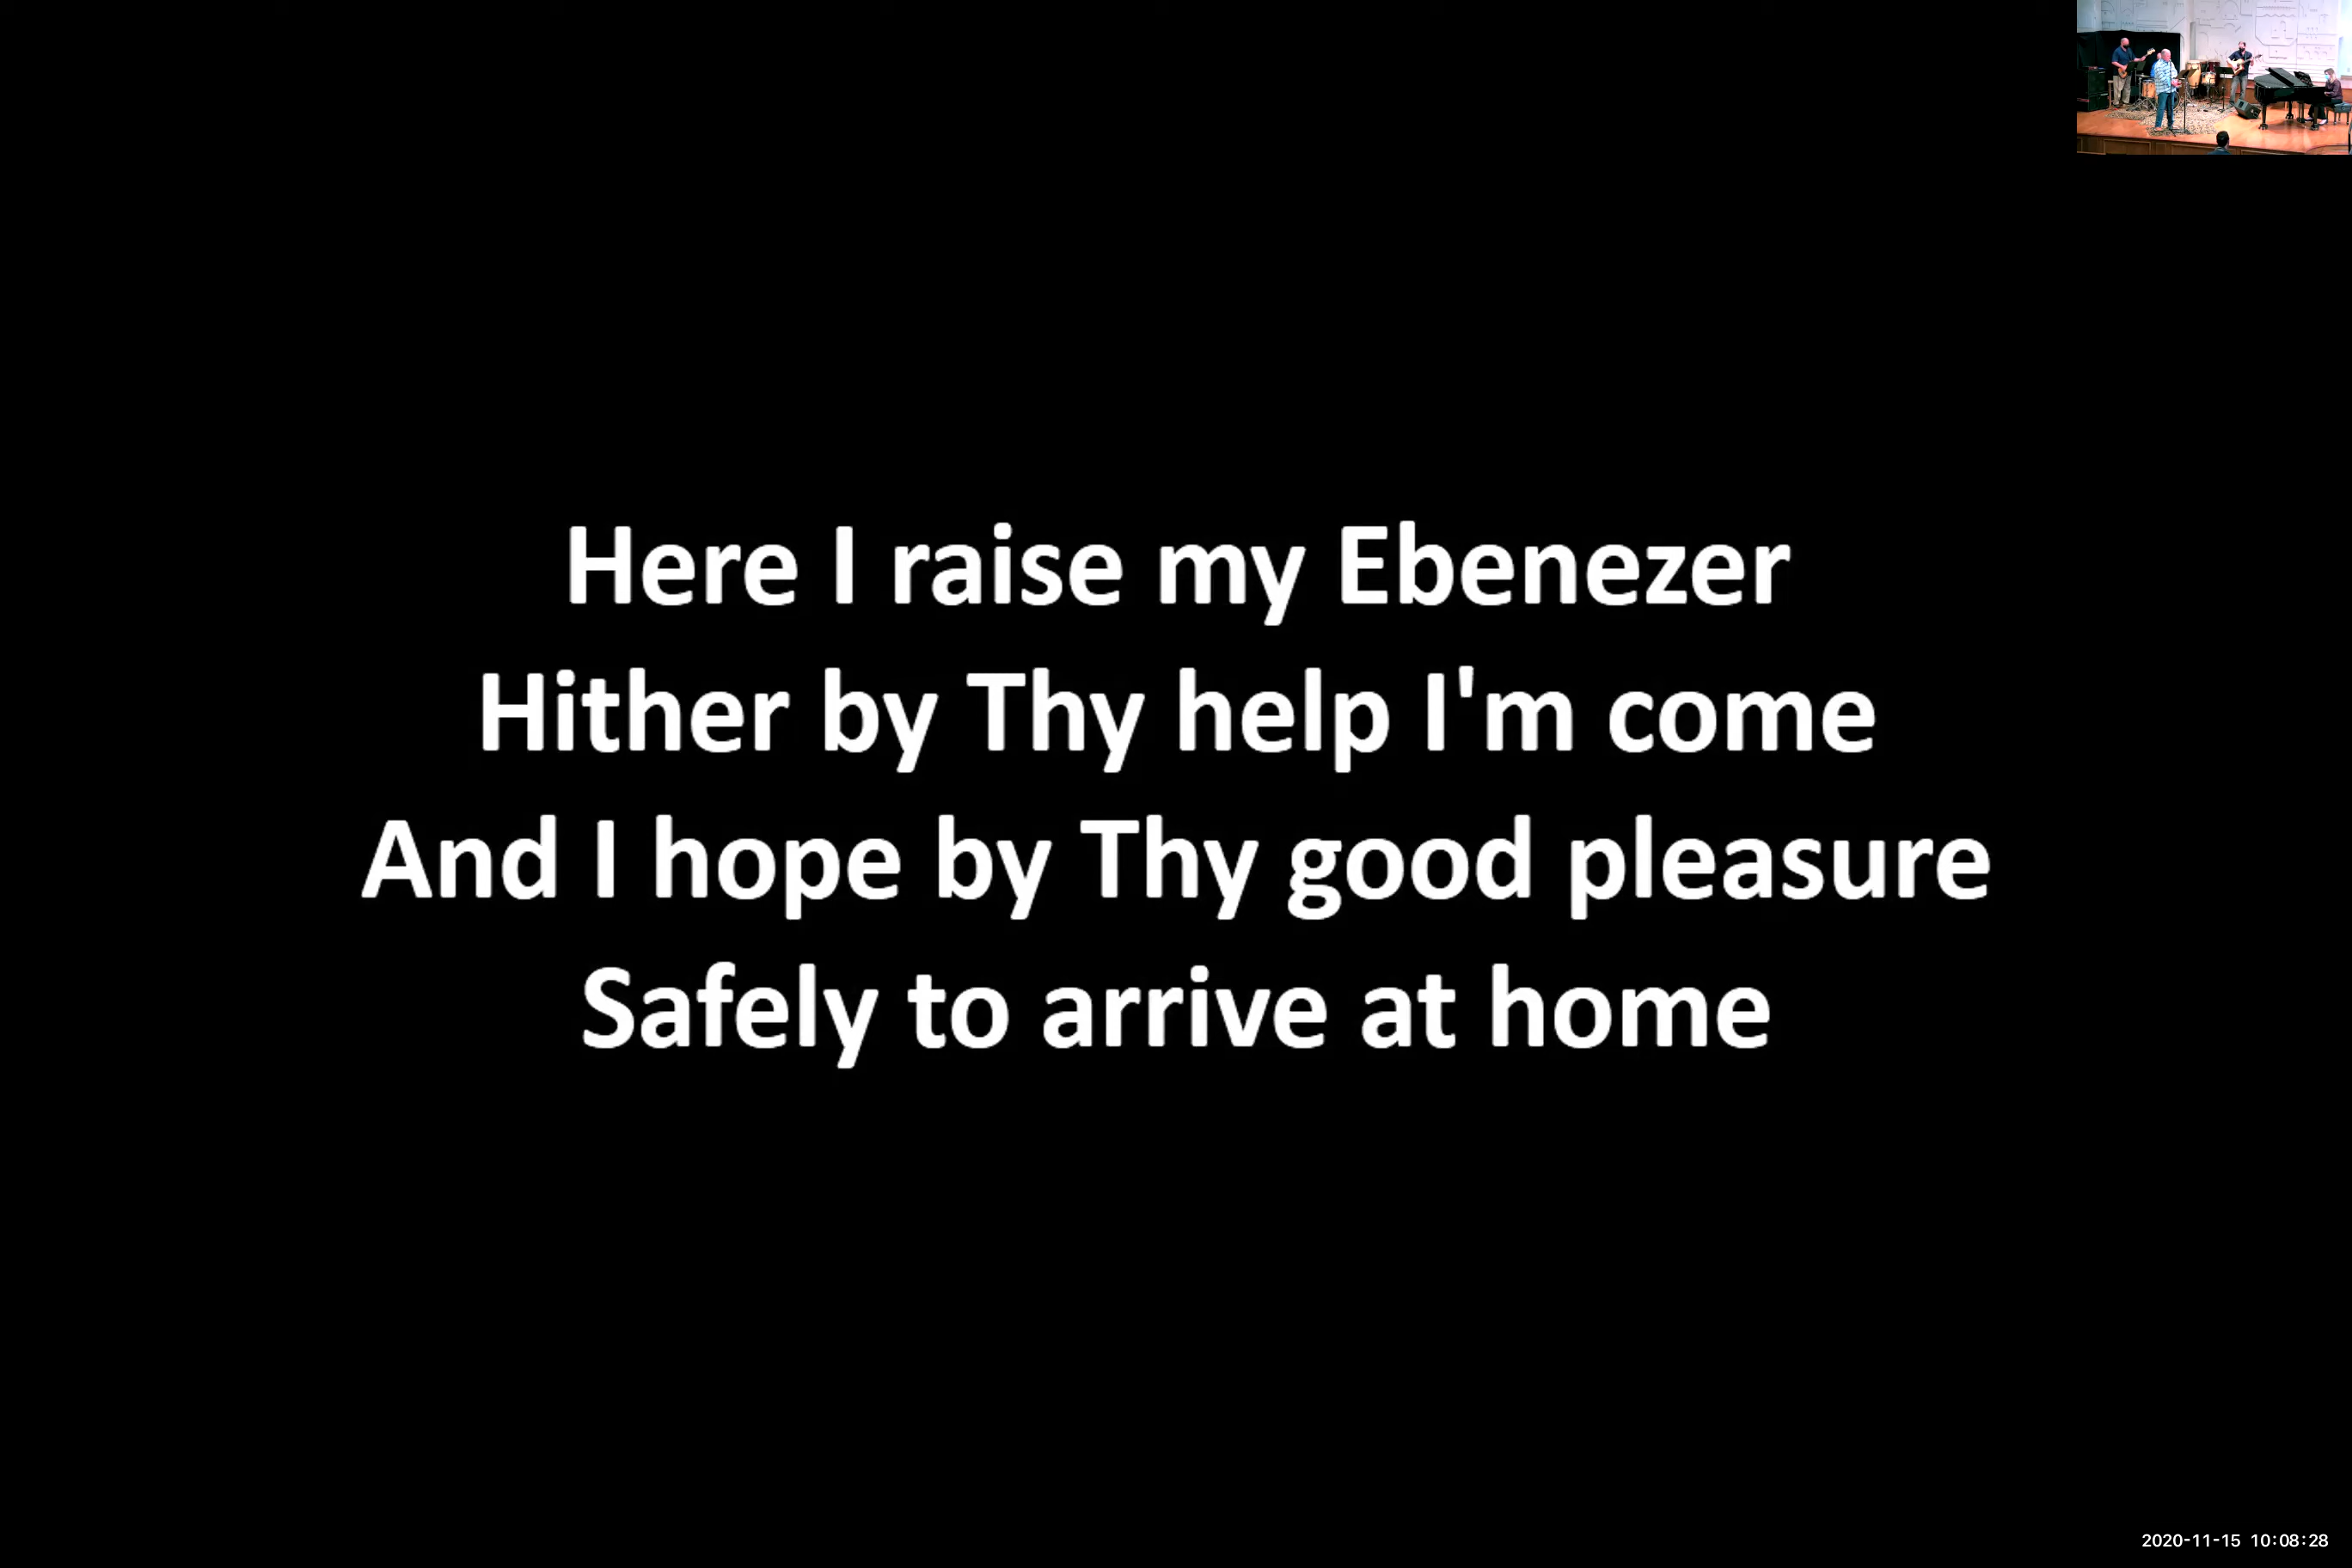 Here I raise my Ebenezer
Hither by Thy help I'm come
And I hope by Thy good pleasure
Safely to arrive at home
2020-11-15 10:08:28